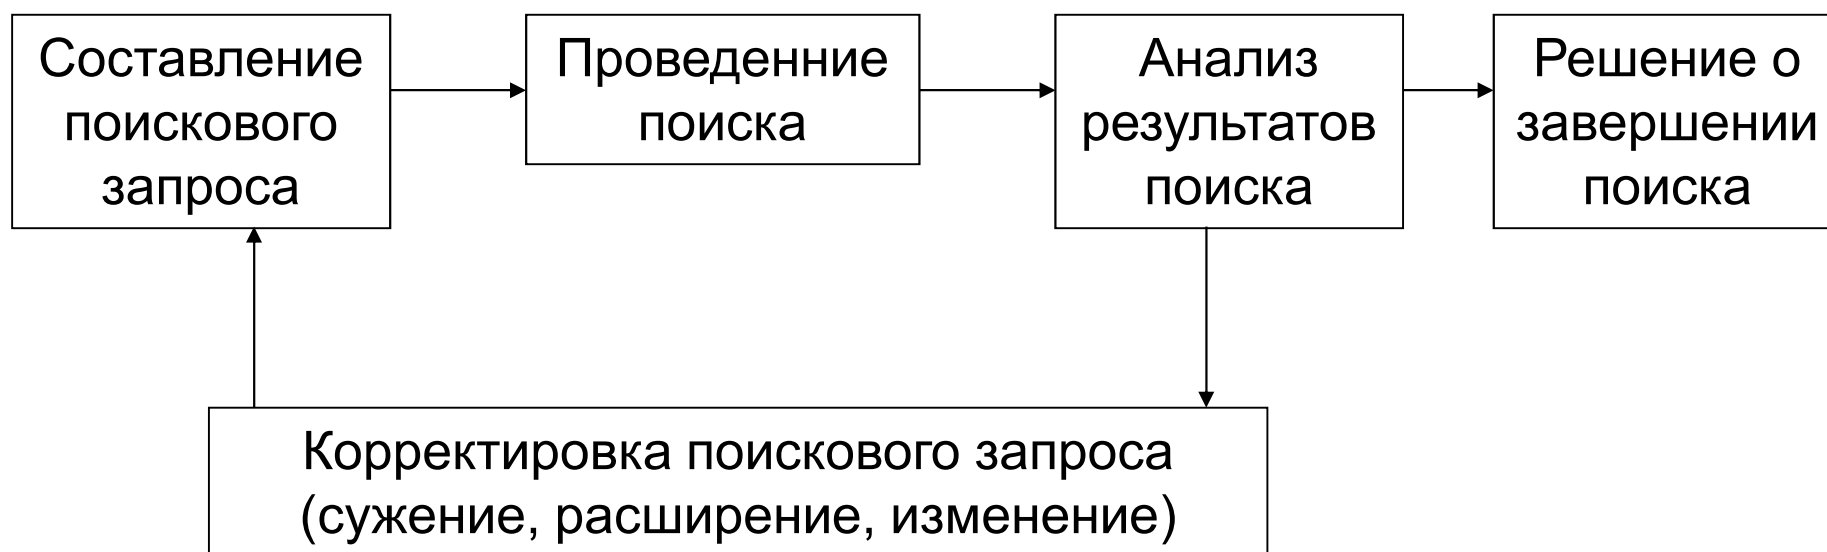 Составление
поискового
запроса
Проведенние
поиска
Анализ
результатов
поиска
Решение о
завершении
поиска
Корректировка поискового запроса
(сужение, расширение, изменение)